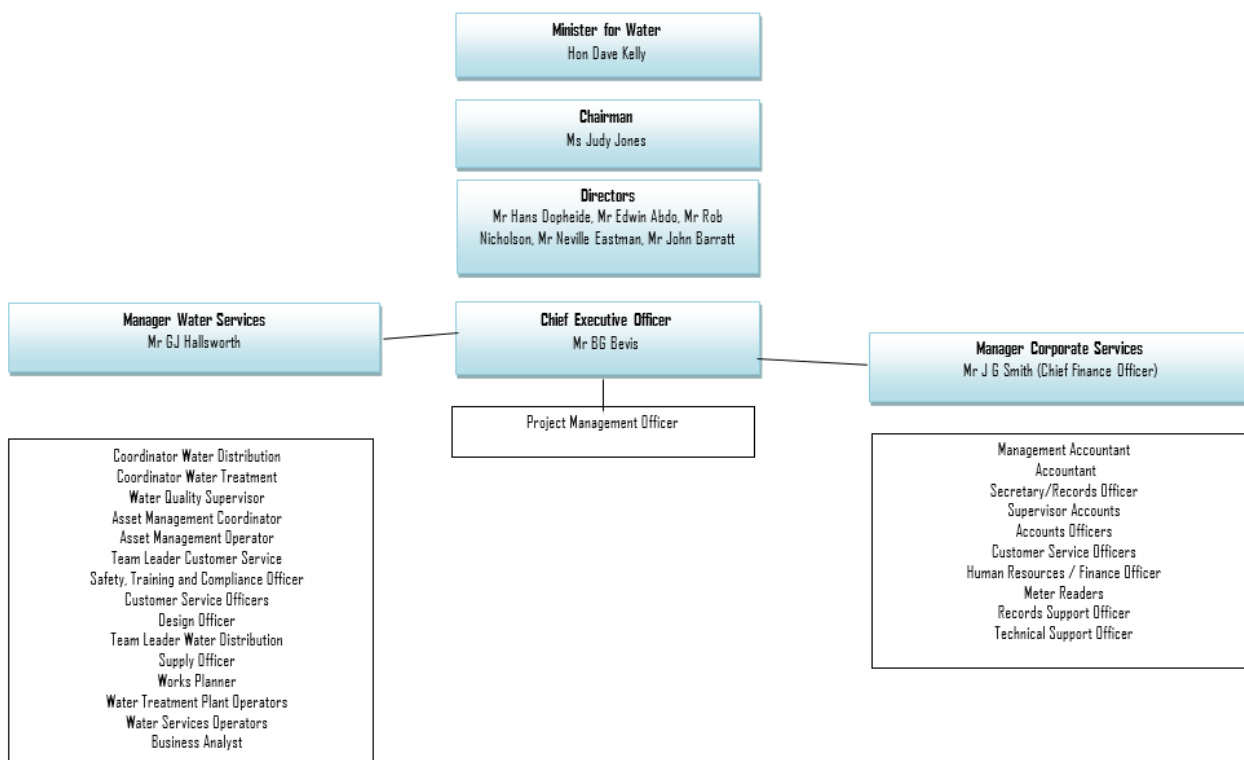 Minister for Water
Hon Dave Kelly
Chairman
Ms Judy Jones
Directors
Mr Hans Dopheide, Mr Edwin Abdo, Mr Rob
Nicholson, Mr Neville Eastman, Mr John Barratt
Manager Water Services
Mr GJ Hallsworth
Chief Executive Officer
Mr BG Bevis
Manager Corporate Services
Mr J G Smith (Chief Finance Officer)
Project Management Officer
Coordinator Water Distribution
Coordinator Water Treatment
Water Quality Supervisor
Asset Management Coordinator
Asset Management Operator
Team Leader Customer Service
Safety, Training and Compliance Officer
Customer Service Officers
Design Officer
Team Leader Water Distribution
Supply Officer
Works Planner
Water Treatment Plant Operators
Water Services Operators
Business Analyst
Management Accountant
Accountant
Secretary/Records Officer
Supervisor Accounts
Accounts Officers
Customer Service Officers
Human Resources / Finance Officer
Meter Readers
Records Support Officer
Technical Support Officer